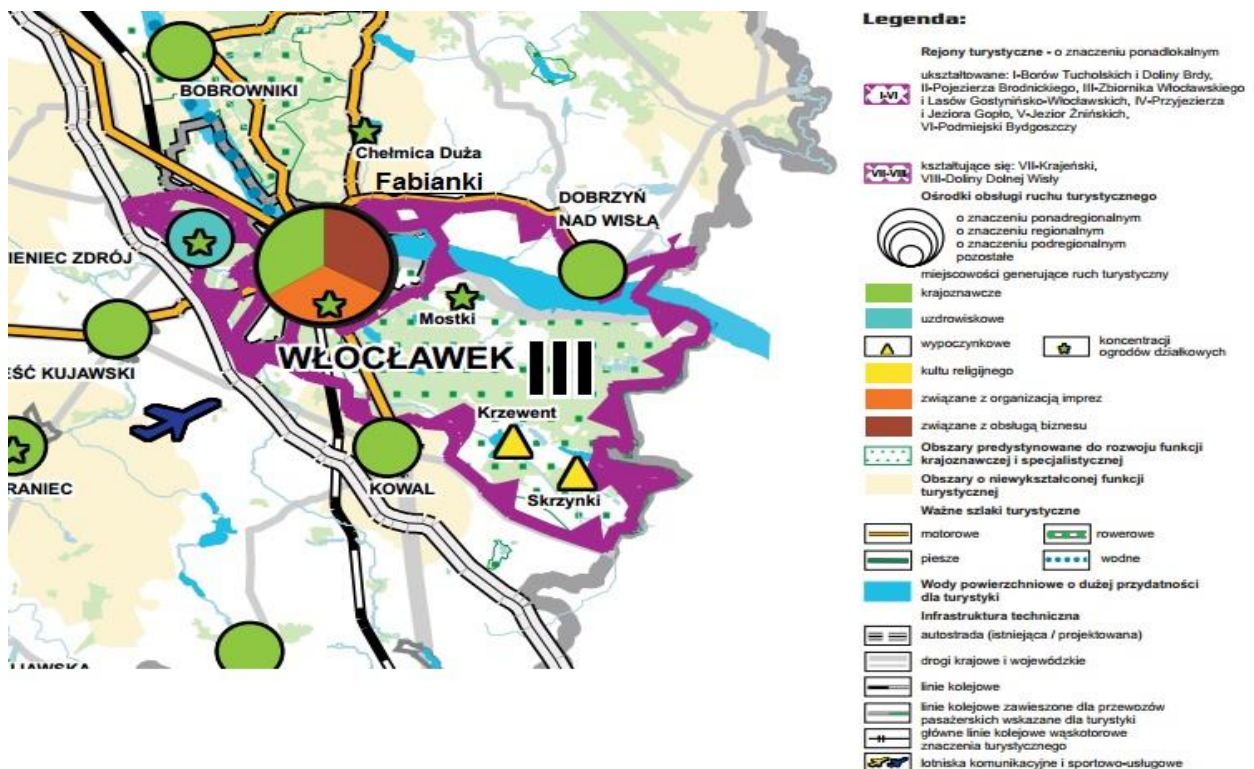 BOBROWNIKI
Chełmica Duża
Fabianki
DOBRZYŃ
NAD WISŁĄ
IENIEC ZDRÓJ
Mostki
WŁOCŁAWEK III
EŚĆ KUJAWSKI
Krzewent
KOWAL
Skrzynki
RANIEC
Legenda:
Rejony turystyczne - o znaczeniu ponadlokalnym
I-VI
ukształtowane: I-Borów Tucholskich i Doliny Brdy,
II-Pojezierza Brodnickiego, III-Zbiornika Włocławskiego
i Lasów Gostynińsko-Włocławskich, IV-Przyjezierza
i Jeziora Gopło, V-Jezior Żnińskich,
VI-Podmiejski Bydgoszczy
VII-VIII
kształtujące się: VII-Krajeński,
VIII-Doliny Dolnej Wisły
Ośrodki obsługi ruchu turystycznego
o znaczeniu ponadregionalnym
o znaczeniu regionalnym
o znaczeniu podregionalnym
pozostałe
miejscowości generujące ruch turystyczny
krajoznawcze
uzdrowiskowe
wypoczynkowe
koncentracji
ogrodów działkowych
kultu religijnego
związane z organizacją imprez
związane z obsługą biznesu
Obszary predystynowane do rozwoju funkcji
krajoznawczej i specjalistycznej
Obszary o niewykształconej funkcji
turystycznej
Ważne szlaki turystyczne
motorowe
rowerowe
piesze
wodne
Wody powierzchniowe o dużej przydatności
dla turystyki
Infrastruktura techniczna
autostrada (istniejąca / projektowana)
drogi krajowe i wojewódzkie
linie kolejowe
linie kolejowe zawieszone dla przewozów
pasażerskich wskazane dla turystyki
główne linie kolejowe wąskotorowe
znaczenia turystycznego
lotniska komunikacyjne i sportowo-usługowe